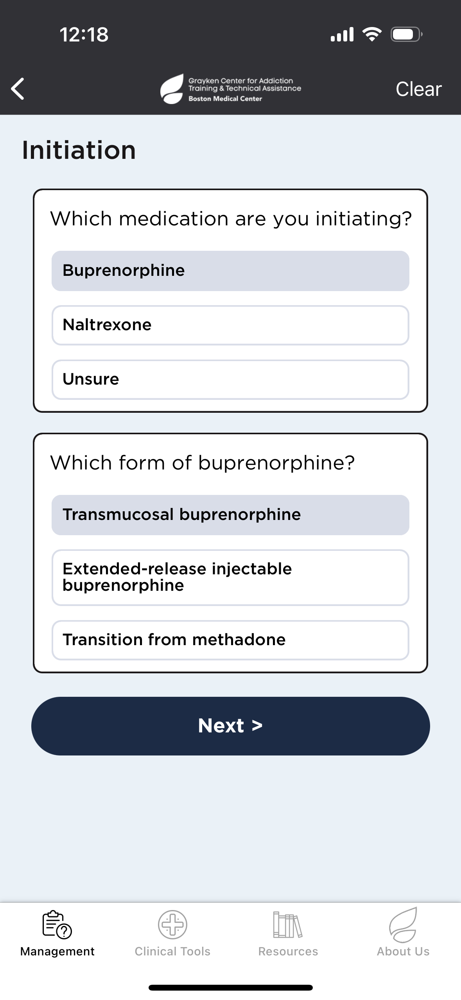 12:18
Grayken Center for Addiction
Training & Technical Assistance
Boston Medical Center
Clear
Initiation
Which medication are you initiating?
Buprenorphine
Naltrexone
Unsure
Which form of buprenorphine?
Transmucosal buprenorphine
Extended-release injectable
buprenorphine
Transition from methadone
Next >
Management
Clinical Tools
Resources
About Us